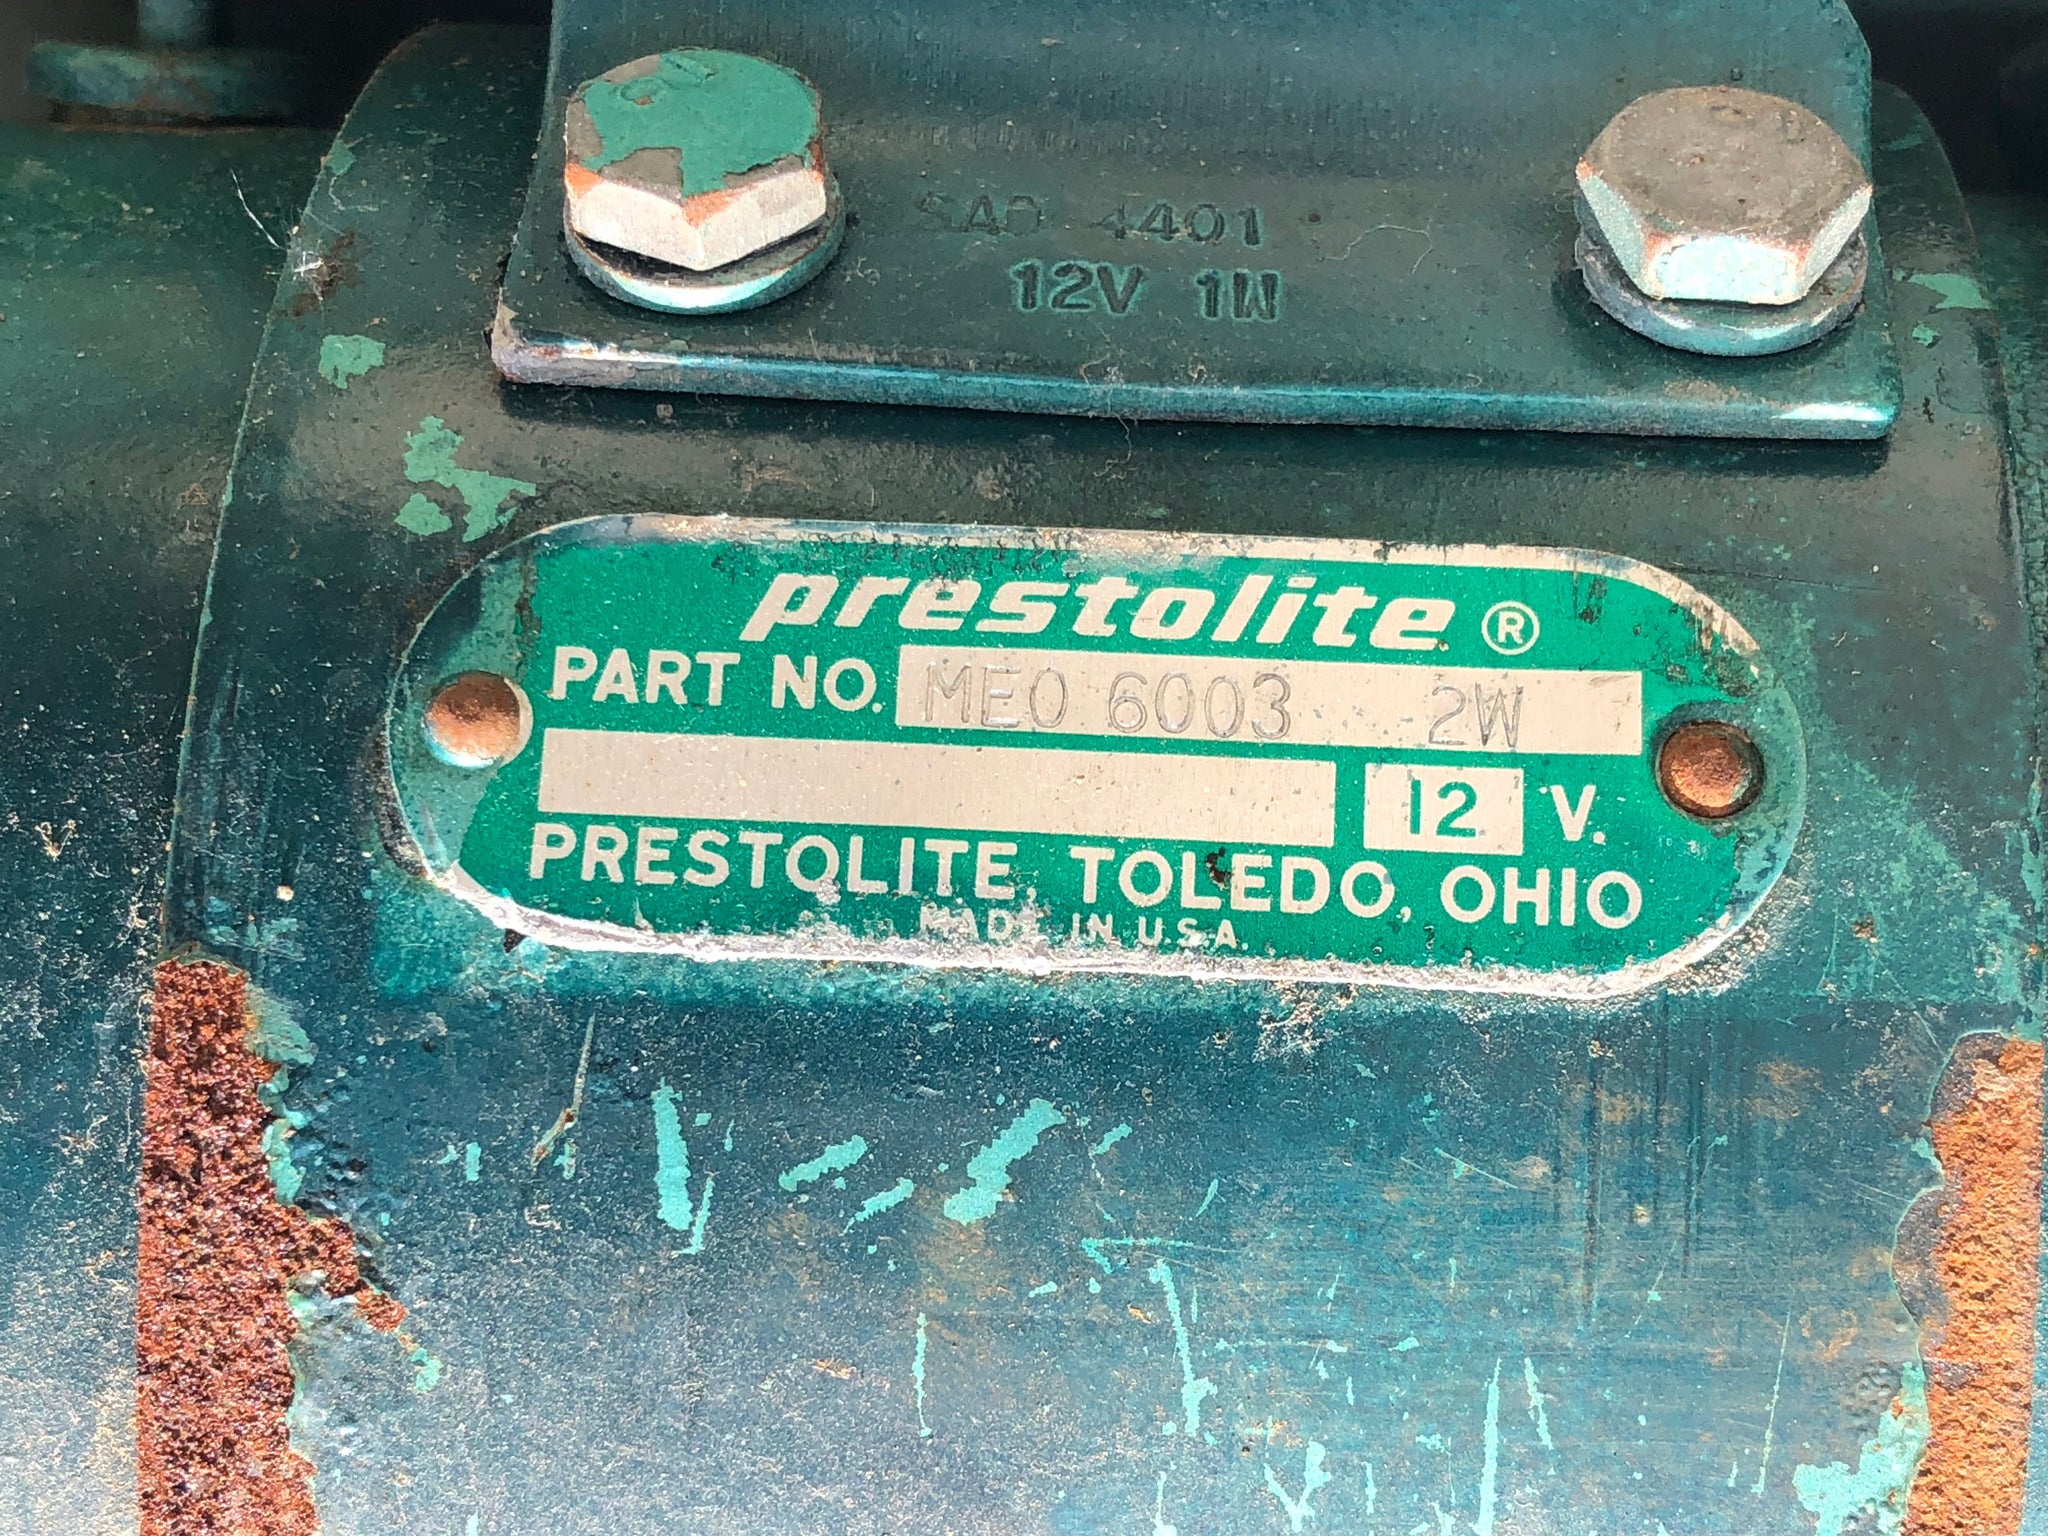 SAD 4401
12V 1W
prestolite ®
PART NO. MEO 6003 2W
12 V.
PRESTOLITE, TOLEDO, OHIO
MADE IN U.S.A.